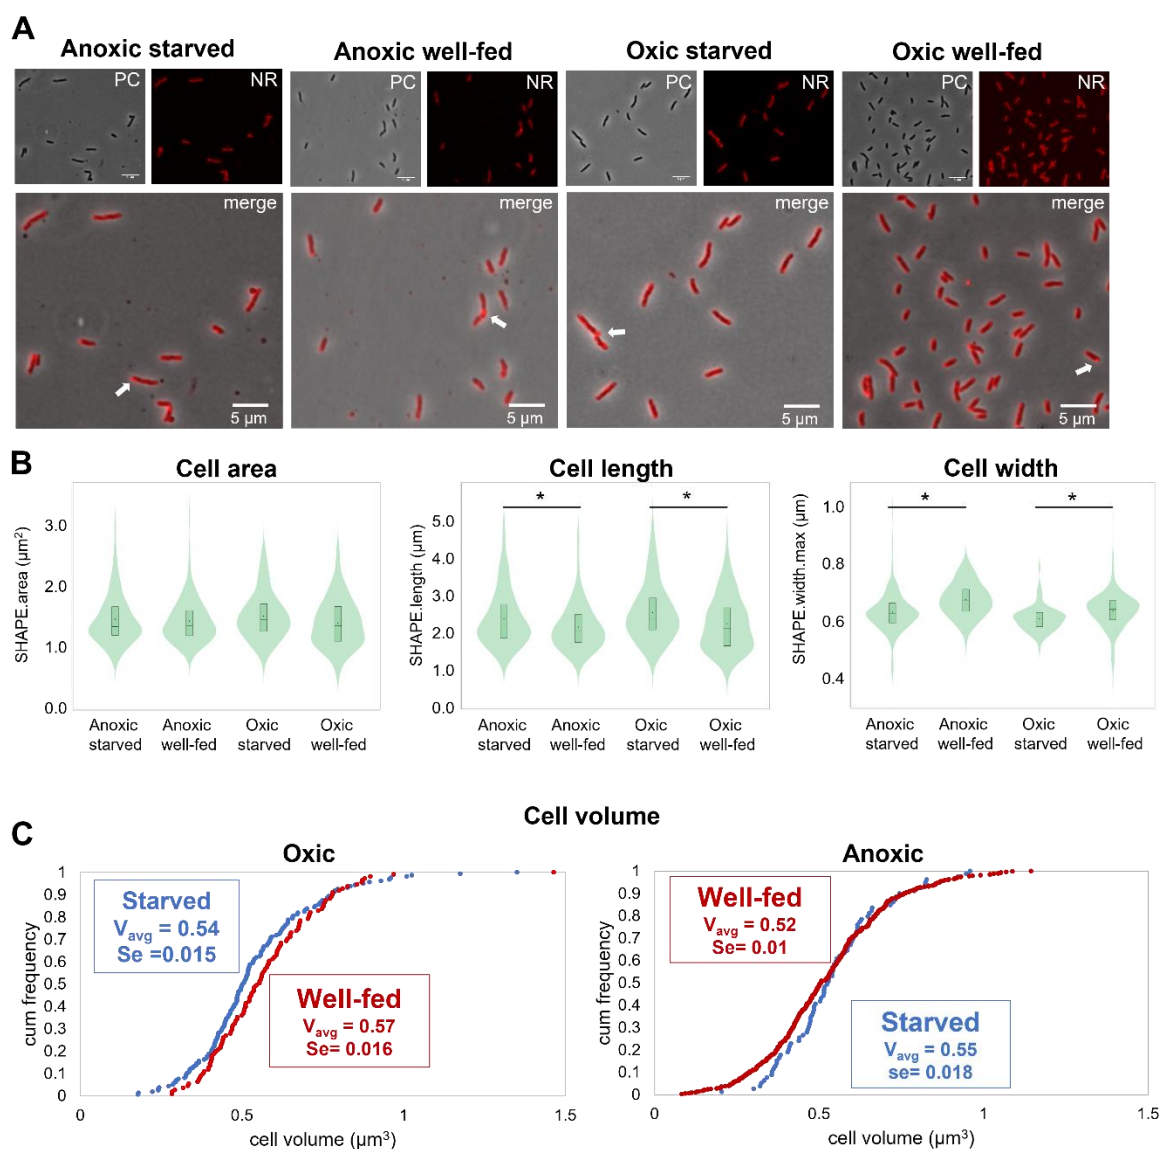 A
Anoxic starved
Anoxic well-fed
Oxic starved
Oxic well-fed
PC
NR
PC
NR
PC
NR
PC
NR
merge
merge
merge
merge
5 µm
5 µm
5 µm
5 µm
B
Cell area
Cell length
Cell width
SHAPE.area (µm²)
3.0
2.0
1.0
0.0
Anoxic starved
Anoxic well-fed
Oxic starved
Oxic well-fed
SHAPE.length (µm)
5.0
4.0
3.0
2.0
1.0
0.0
*
*
Anoxic starved
Anoxic well-fed
Oxic starved
Oxic well-fed
SHAPE.width.max (µm)
1.0
0.8
0.6
0.4
*
*
Anoxic starved
Anoxic well-fed
Oxic starved
Oxic well-fed
C
Cell volume
Oxic
cum frequency
1
0.9
0.8
0.7
0.6
0.5
0.4
0.3
0.2
0.1
0
Starved
Vavg = 0.54
Se =0.015
Well-fed
Vavg = 0.57
Se= 0.016
0
0.5
1
1.5
cell volume (µm³)
Anoxic
cum frequency
1
0.9
0.8
0.7
0.6
0.5
0.4
0.3
0.2
0.1
0
Well-fed
Vavg = 0.52
Se= 0.01
Starved
Vavg = 0.55
se= 0.018
0
0.5
1
1.5
cell volume (µm³)